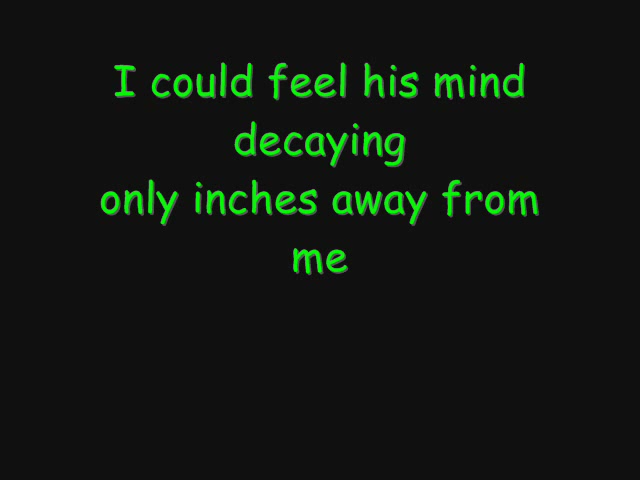 I could feel his mind
decaying
only inches away from
me